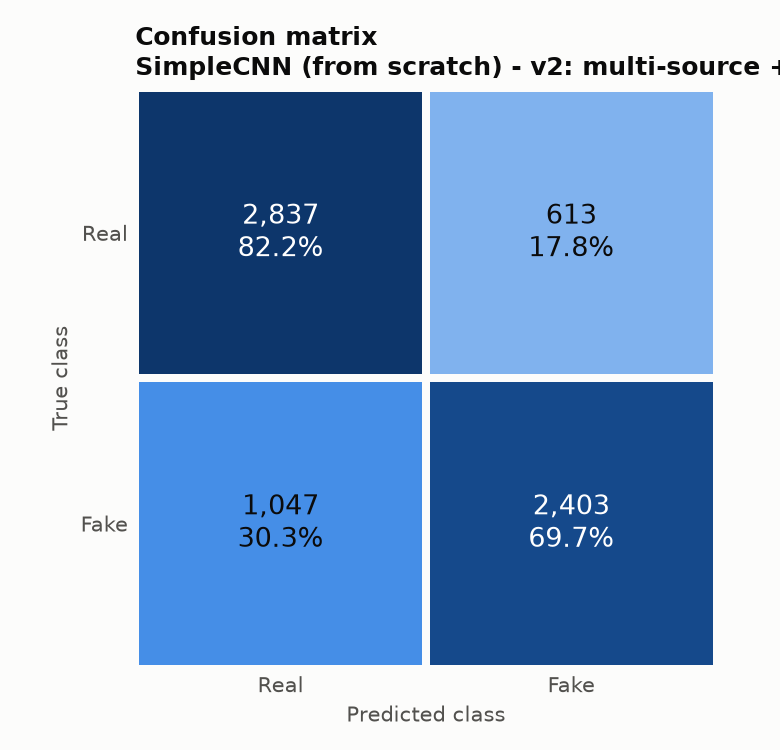 Confusion matrix
SimpleCNN (from scratch) - v2: multi-source +
Real
2,837
82.2%
613
17.8%
True class
Fake
1,047
30.3%
2,403
69.7%
Real
Fake
Predicted class